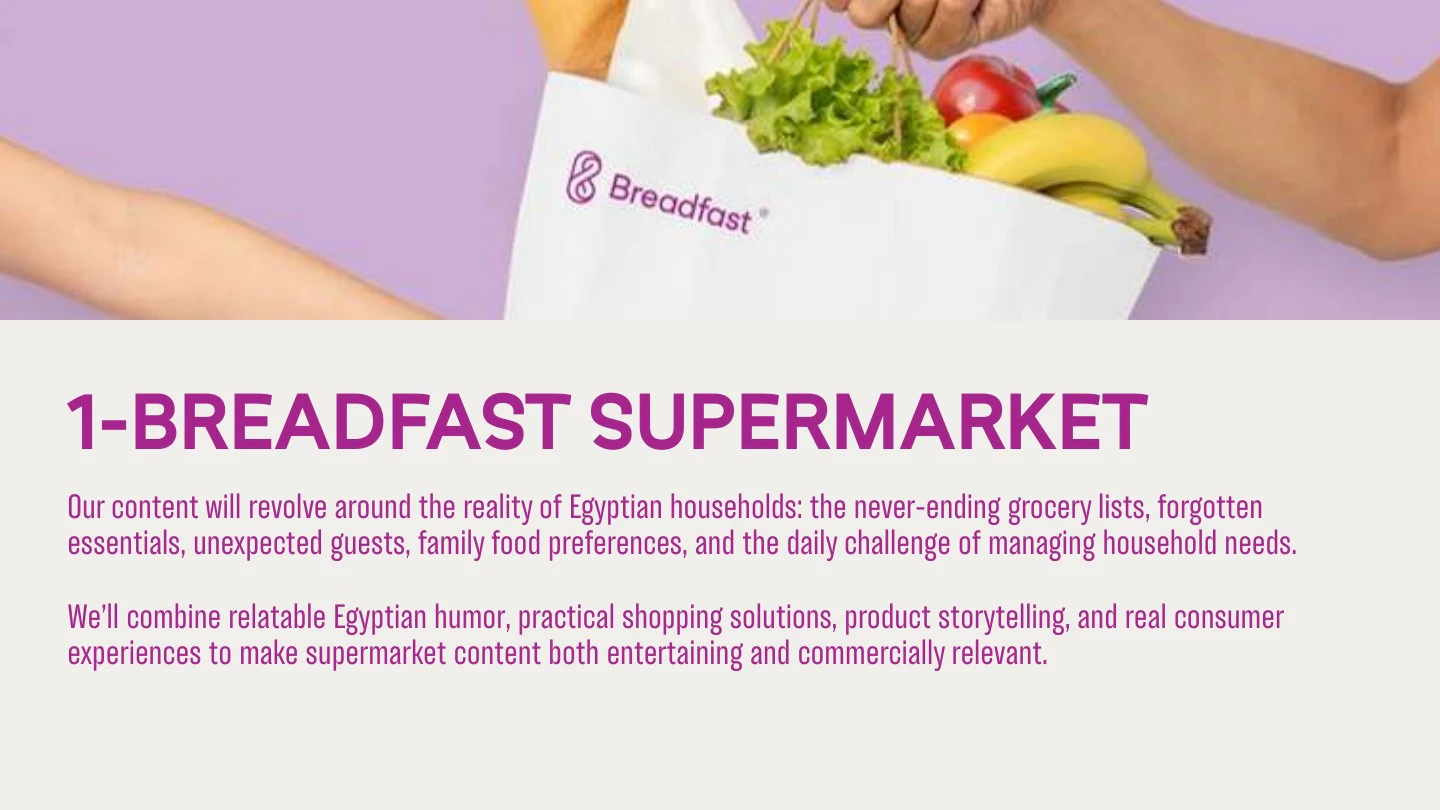 Breadfast®
1-BREADFAST SUPERMARKET
Our content will revolve around the reality of Egyptian households: the never-ending grocery lists, forgotten
essentials, unexpected guests, family food preferences, and the daily challenge of managing household needs.
We’ll combine relatable Egyptian humor, practical shopping solutions, product storytelling, and real consumer
experiences to make supermarket content both entertaining and commercially relevant.